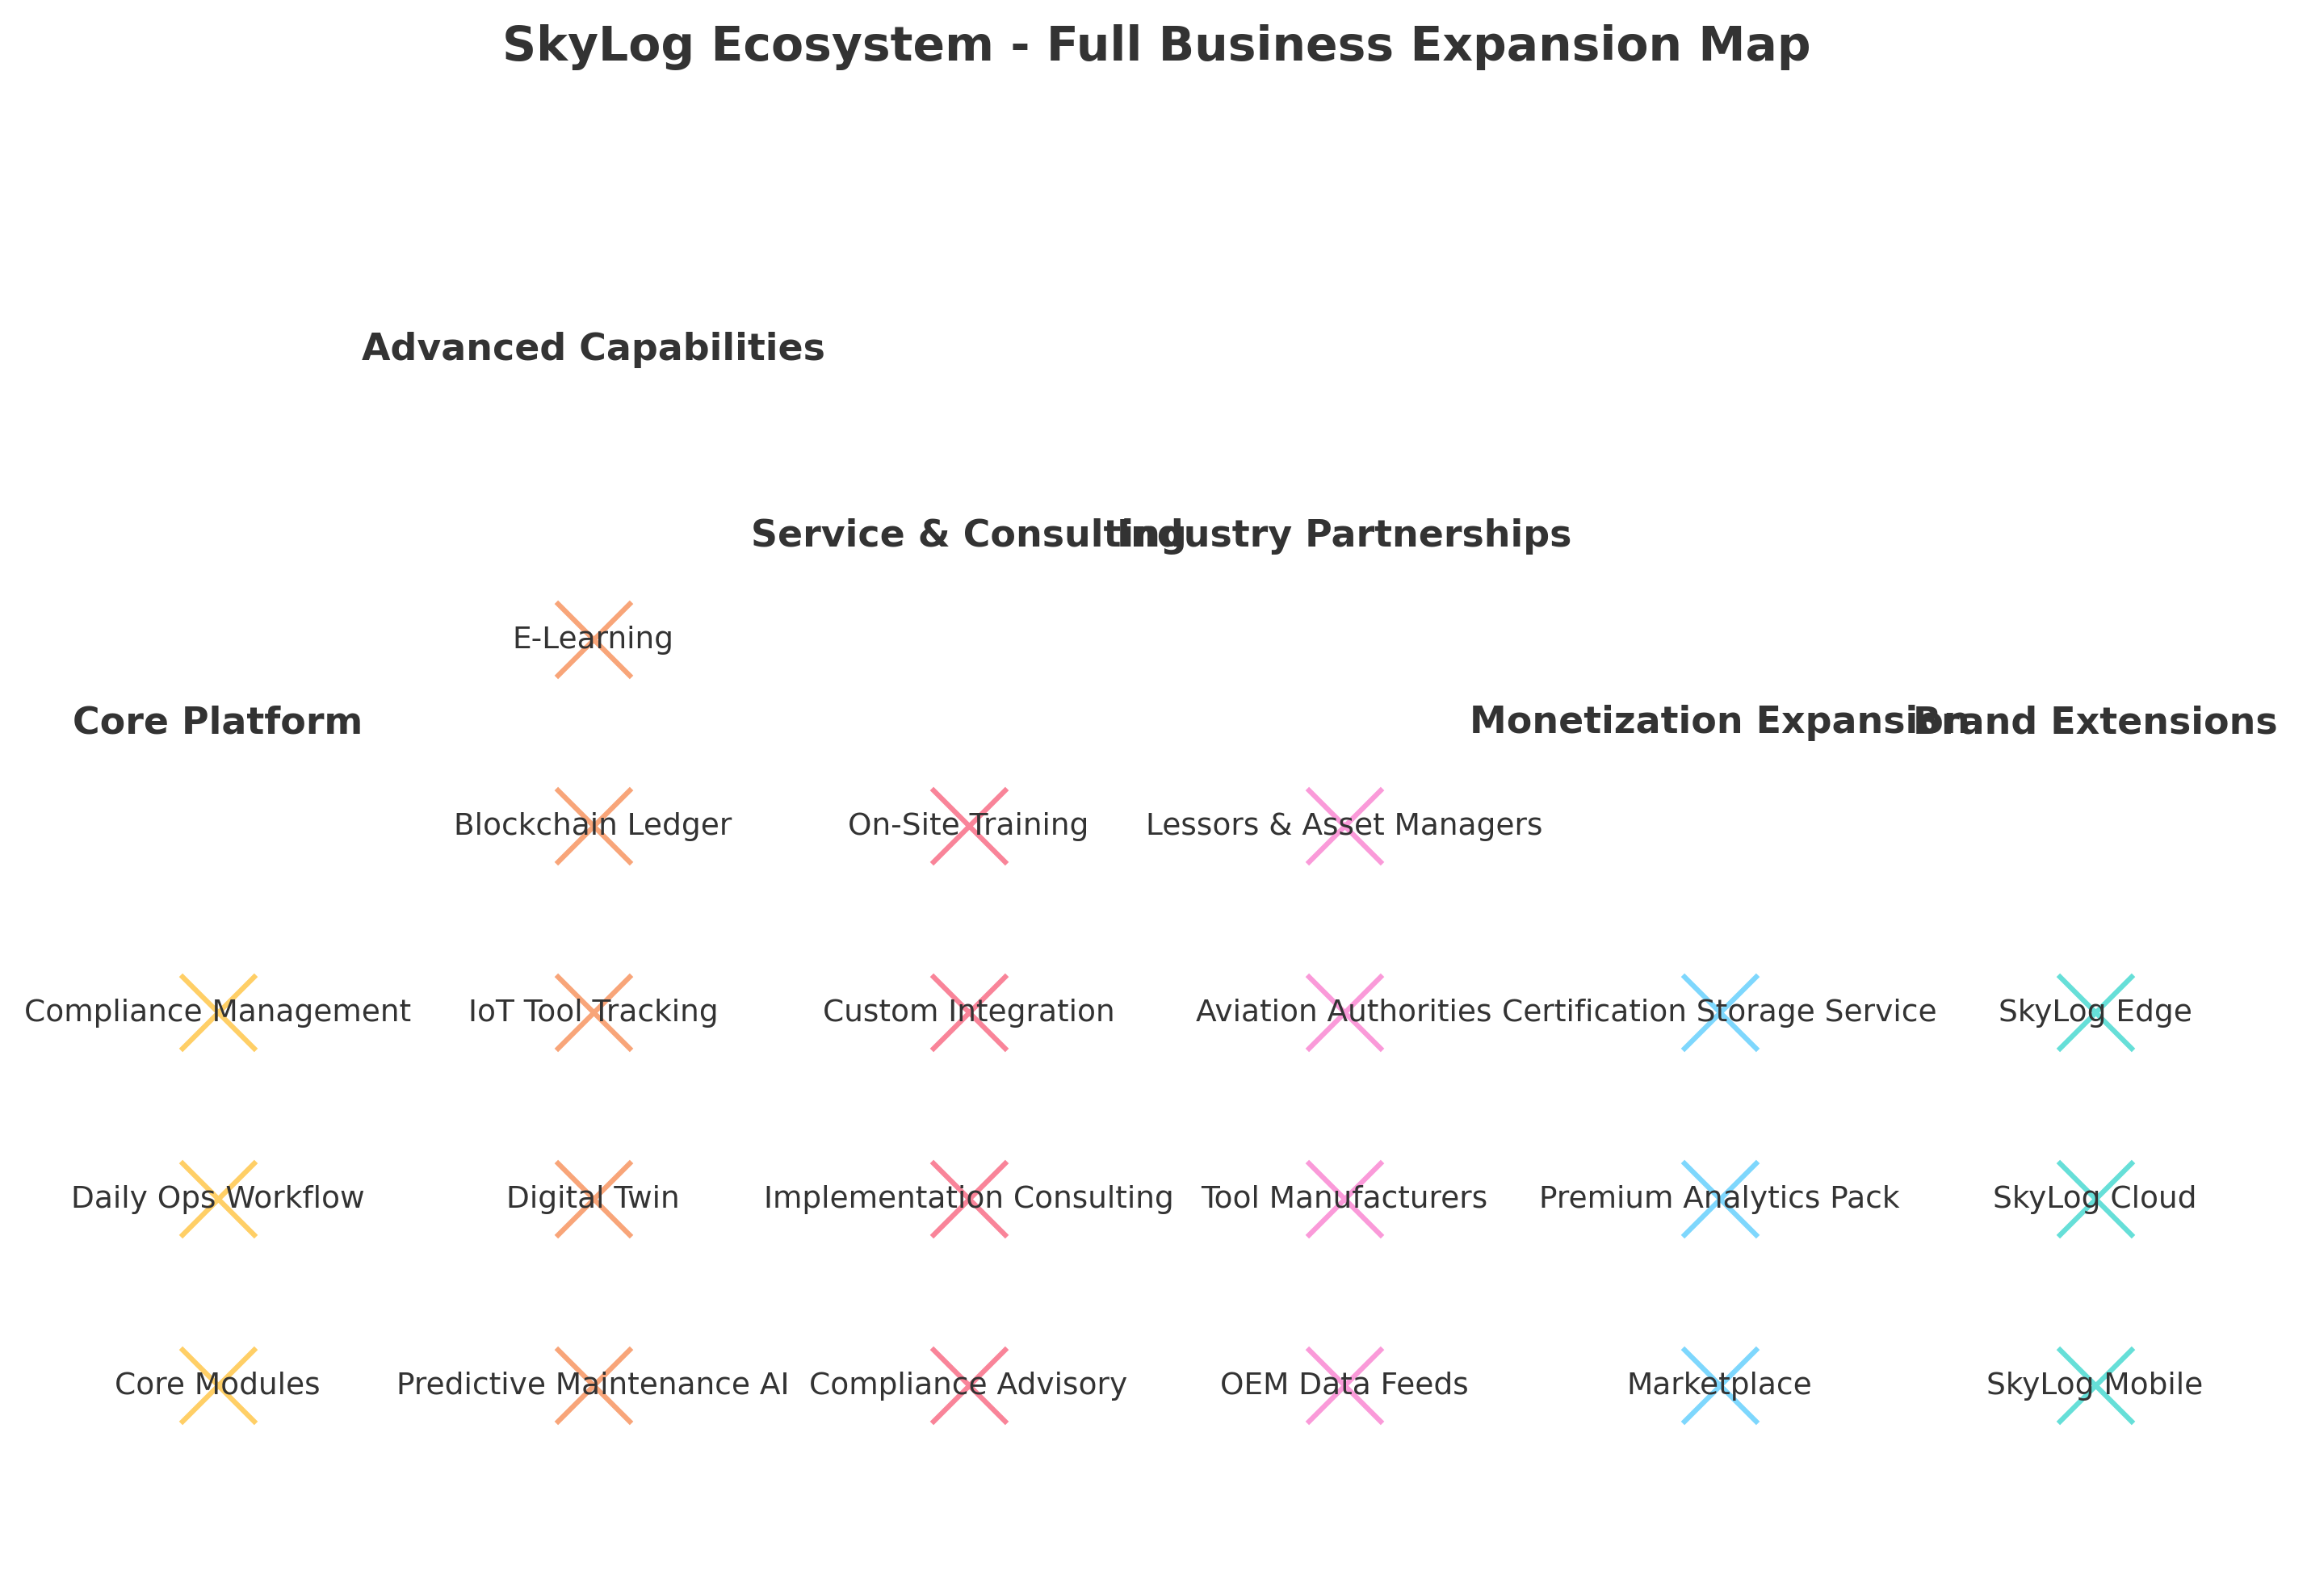 SkyLog Ecosystem - Full Business Expansion Map
Advanced Capabilities
Service & Consulting
Industry Partnerships
E-Learning
Core Platform
Monetization Expansion
Brand Extensions
Blockchain Ledger
On-Site Training
Lessors & Asset Managers
Compliance Management
IoT Tool Tracking
Custom Integration
Aviation Authorities
Certification Storage Service
SkyLog Edge
Daily Ops Workflow
Digital Twin
Implementation Consulting
Tool Manufacturers
Premium Analytics Pack
SkyLog Cloud
Core Modules
Predictive Maintenance AI
Compliance Advisory
OEM Data Feeds
Marketplace
SkyLog Mobile